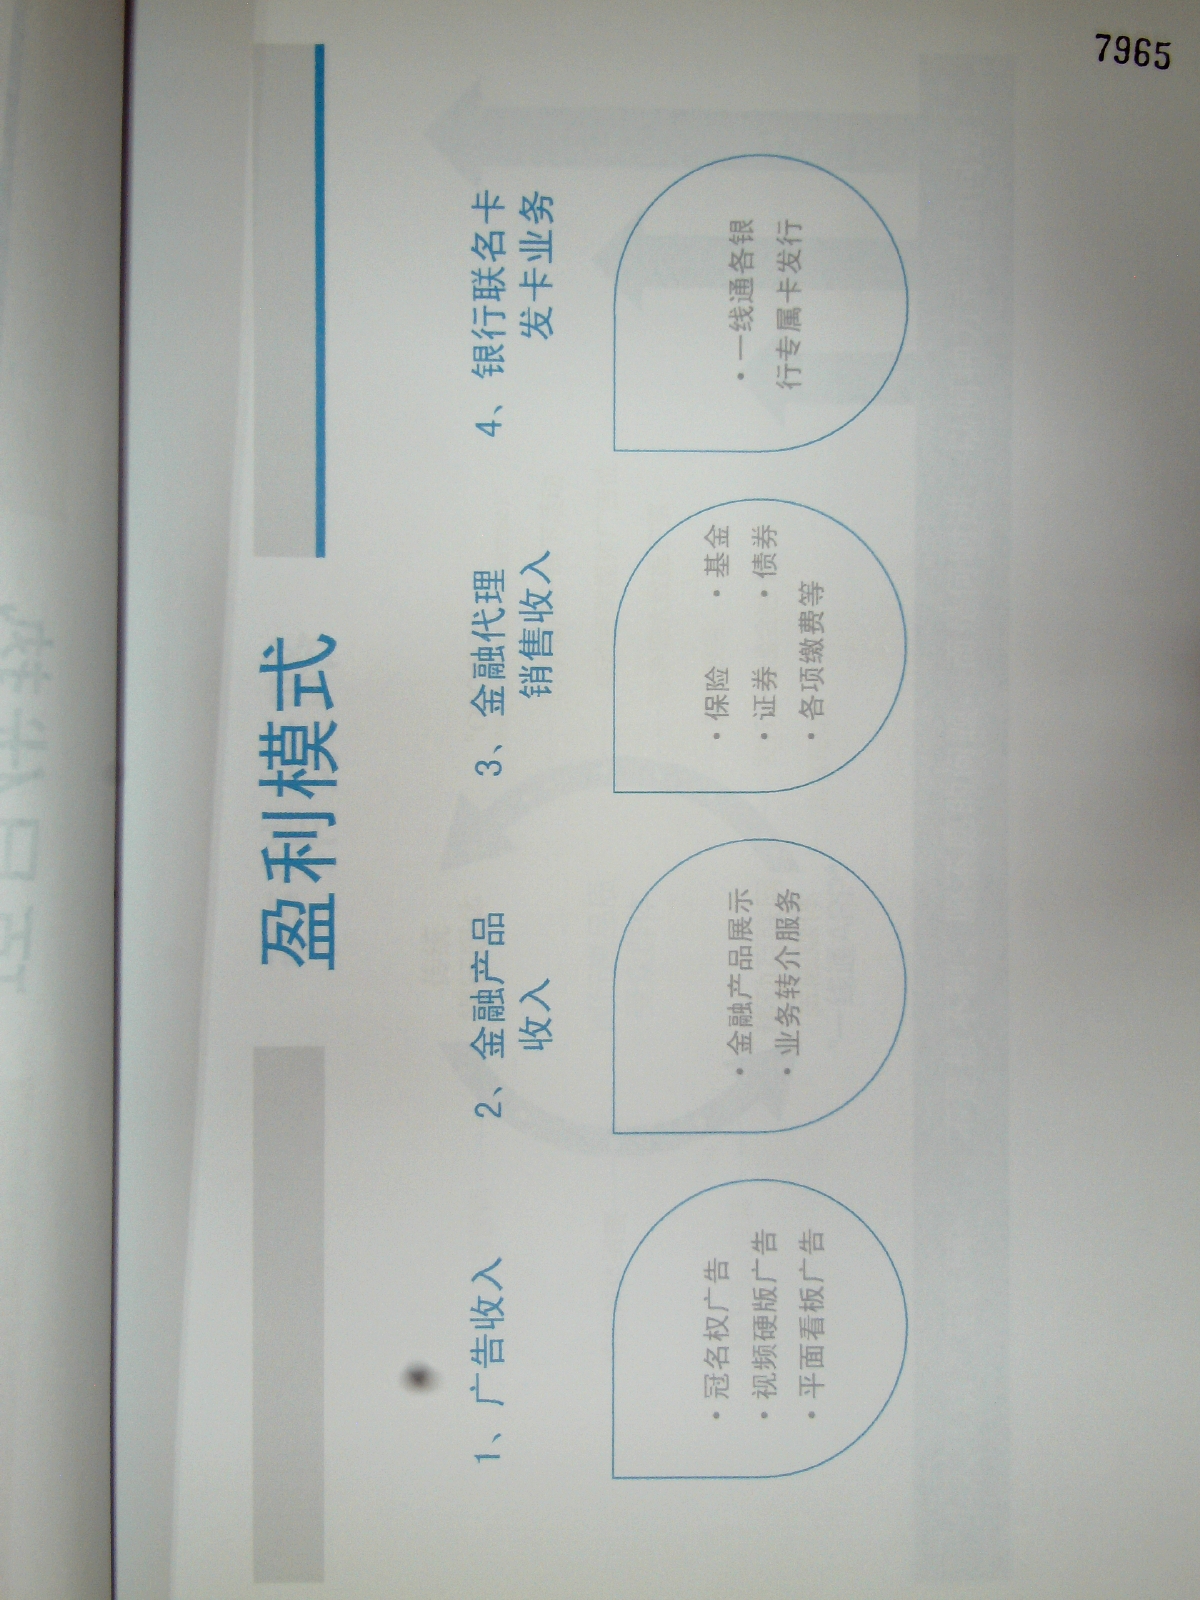 7965
盈利模式
1、广告收入
• 冠名权广告
• 视频硬版广告
• 平面看板广告
2、金融产品
收入
• 金融产品展示
• 业务转介服务
3、金融代理
销售收入
• 保险 • 基金
• 证券 • 债券
• 各项缴费等
4、银行联名卡
发卡业务
• 一线通各银
行专属卡发行